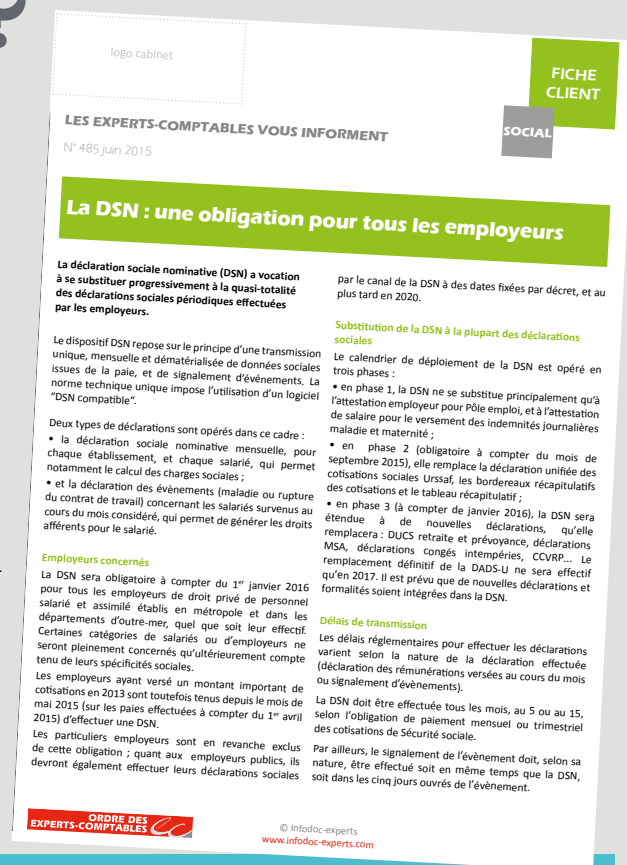 ?
logo cabinet
FICHE
CLIENT
SOCIAL
LES EXPERTS-COMPTABLES VOUS INFORMENT
N° 485 juin 2015
La DSN : une obligation pour tous les employeurs
La déclaration sociale nominative (DSN) a vocation
à se substituer progressivement à la quasi-totalité
des déclarations sociales périodiques effectuées
par les employeurs.
Le dispositif DSN repose sur le principe d’une transmission
unique, mensuelle et dématérialisée de données sociales
issues de la paie, et de signalement d’événements. La
norme technique unique impose l’utilisation d’un logiciel
“DSN compatible“.
Deux types de déclarations sont opérés dans ce cadre :
• la déclaration sociale nominative mensuelle, pour
chaque établissement, et chaque salarié, qui permet
notamment le calcul des charges sociales ;
• et la déclaration des évènements (maladie ou rupture
du contrat de travail) concernant les salariés survenus au
cours du mois considéré, qui permet de générer les droits
afférents pour le salarié.
Employeurs concernés
La DSN sera obligatoire à compter du 1er janvier 2016
pour tous les employeurs de droit privé de personnel
salarié et assimilé établis en métropole et dans les
départements d’outre-mer, quel que soit leur effectif.
Certaines catégories de salariés ou d’employeurs ne
seront pleinement concernés qu’ultérieurement compte
tenu de leurs spécificités sociales.
Les employeurs ayant versé un montant important de
cotisations en 2013 sont toutefois tenus depuis le mois de
mai 2015 (sur les paies effectuées à compter du 1er avril
2015) d’effectuer une DSN.
Les particuliers employeurs sont en revanche exclus
de cette obligation ; quant aux employeurs publics, ils
devront également effectuer leurs déclarations sociales
par le canal de la DSN à des dates fixées par décret, et au
plus tard en 2020.
Substitution de la DSN à la plupart des déclarations
sociales
Le calendrier de déploiement de la DSN est opéré en
trois phases :
• en phase 1, la DSN ne se substitue principalement qu’à
l’attestation employeur pour Pôle emploi, et à l’attestation
de salaire pour le versement des indemnités journalières
maladie et maternité ;
• en phase 2 (obligatoire à compter du mois de
septembre 2015), elle remplace la déclaration unifiée des
cotisations sociales Urssaf, les bordereaux récapitulatifs
des cotisations et le tableau récapitulatif ;
• en phase 3 (à compter de janvier 2016), la DSN sera
étendue à de nouvelles déclarations, qu’elle
remplacera : DUCS retraite et prévoyance, déclarations
MSA, déclarations congés intempéries, CCVRP... Le
remplacement définitif de la DADS-U ne sera effectif
qu’en 2017. Il est prévu que de nouvelles déclarations et
formalités soient intégrées dans la DSN.
Délais de transmission
Les délais réglementaires pour effectuer les déclarations
varient selon la nature de la déclaration effectuée
(déclaration des rémunérations versées au cours du mois
ou signalement d’évènements).
La DSN doit être effectuée tous les mois, au 5 ou au 15,
selon l’obligation de paiement mensuel ou trimestriel
des cotisations de Sécurité sociale.
Par ailleurs, le signalement de l’évènement doit, selon sa
nature, être effectué soit en même temps que la DSN,
soit dans les cinq jours ouvrés de l’évènement.
ORDRE DES
EXPERTS-COMPTABLES
© Infodoc-experts
www.infodoc-experts.com